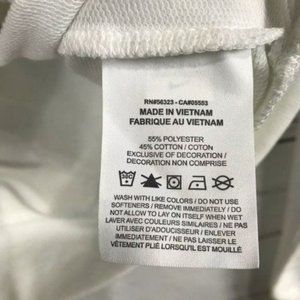 RN#56323 - CA#05553
MADE IN VIETNAM
FABRIQUE AU VIETNAM
55% POLYESTER
45% COTTON / COTON
EXCLUSIVE OF DECORATION /
DECORATION NON COMPRISE
WASH WITH LIKE COLORS / DO NOT USE
SOFTENERS / REMOVE IMMEDIATELY / DO
NOT ALLOW TO LAY ON ITSELF WHEN WET
LAVER AVEC COULEURS SIMILAIRES / NE PAS
UTILISER D'ADOUCISSEUR / ENLEVER
IMMEDIATEMENT / NE PAS LAISSER LE
VÊTEMENT PLIÉ LORSQU'IL EST MOUILLÉ